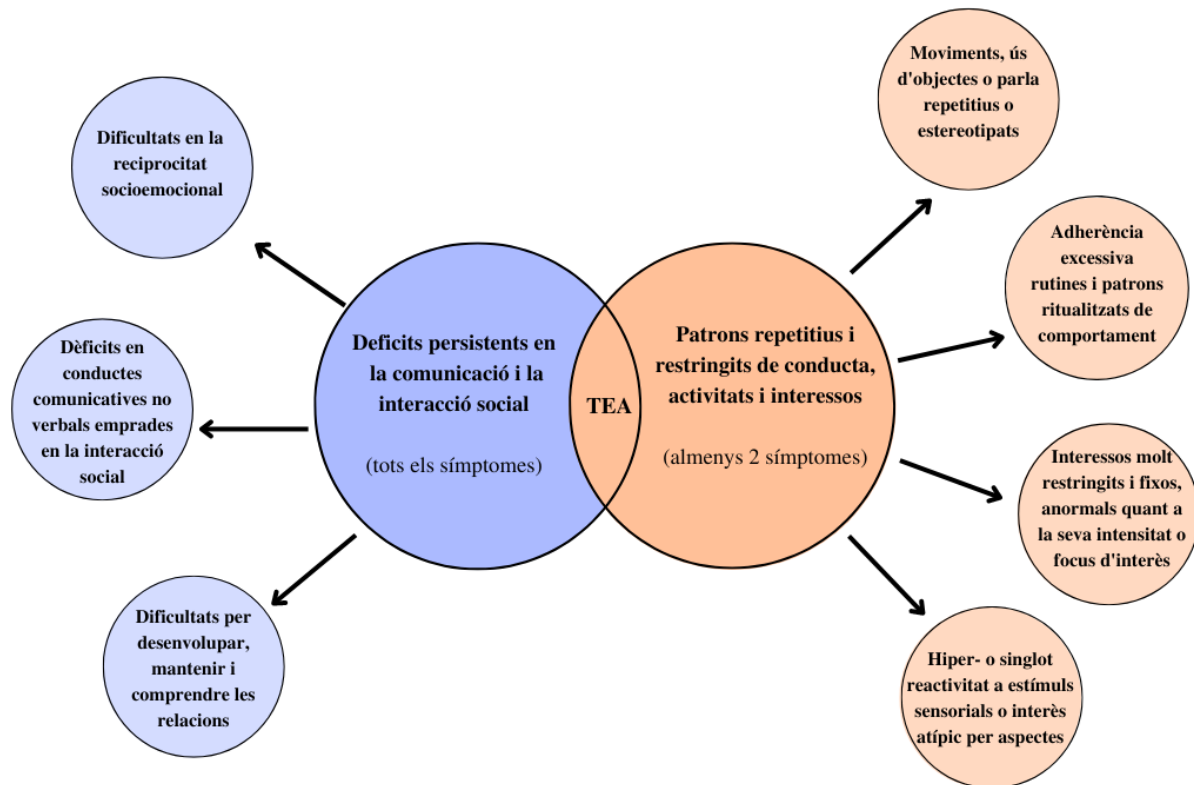 Dificultats en la
reciprocitat
socioemocional
Dèficits en
conductes
comunicatives no
verbals emprades
en la interacció
social
Dificultats per
desenvolupar,
mantenir i
comprendre les
relacions
Deficits persistents en
la comunicació i la
interacció social
(tots els símptomes)
TEA
Patrons repetitius i
restringits de conducta,
activitats i interessos
(almenys 2 símptomes)
Moviments, ús
d'objectes o parla
repetitius o
estereotipats
Adherència
excessiva
rutines i patrons
ritualitzats de
comportament
Interessos molt
restringits i fixos,
anormals quant a
la seva intensitat o
focus d'interès
Hiper- o singlot
reactivitat a estímuls
sensorials o interès
atípic per aspectes